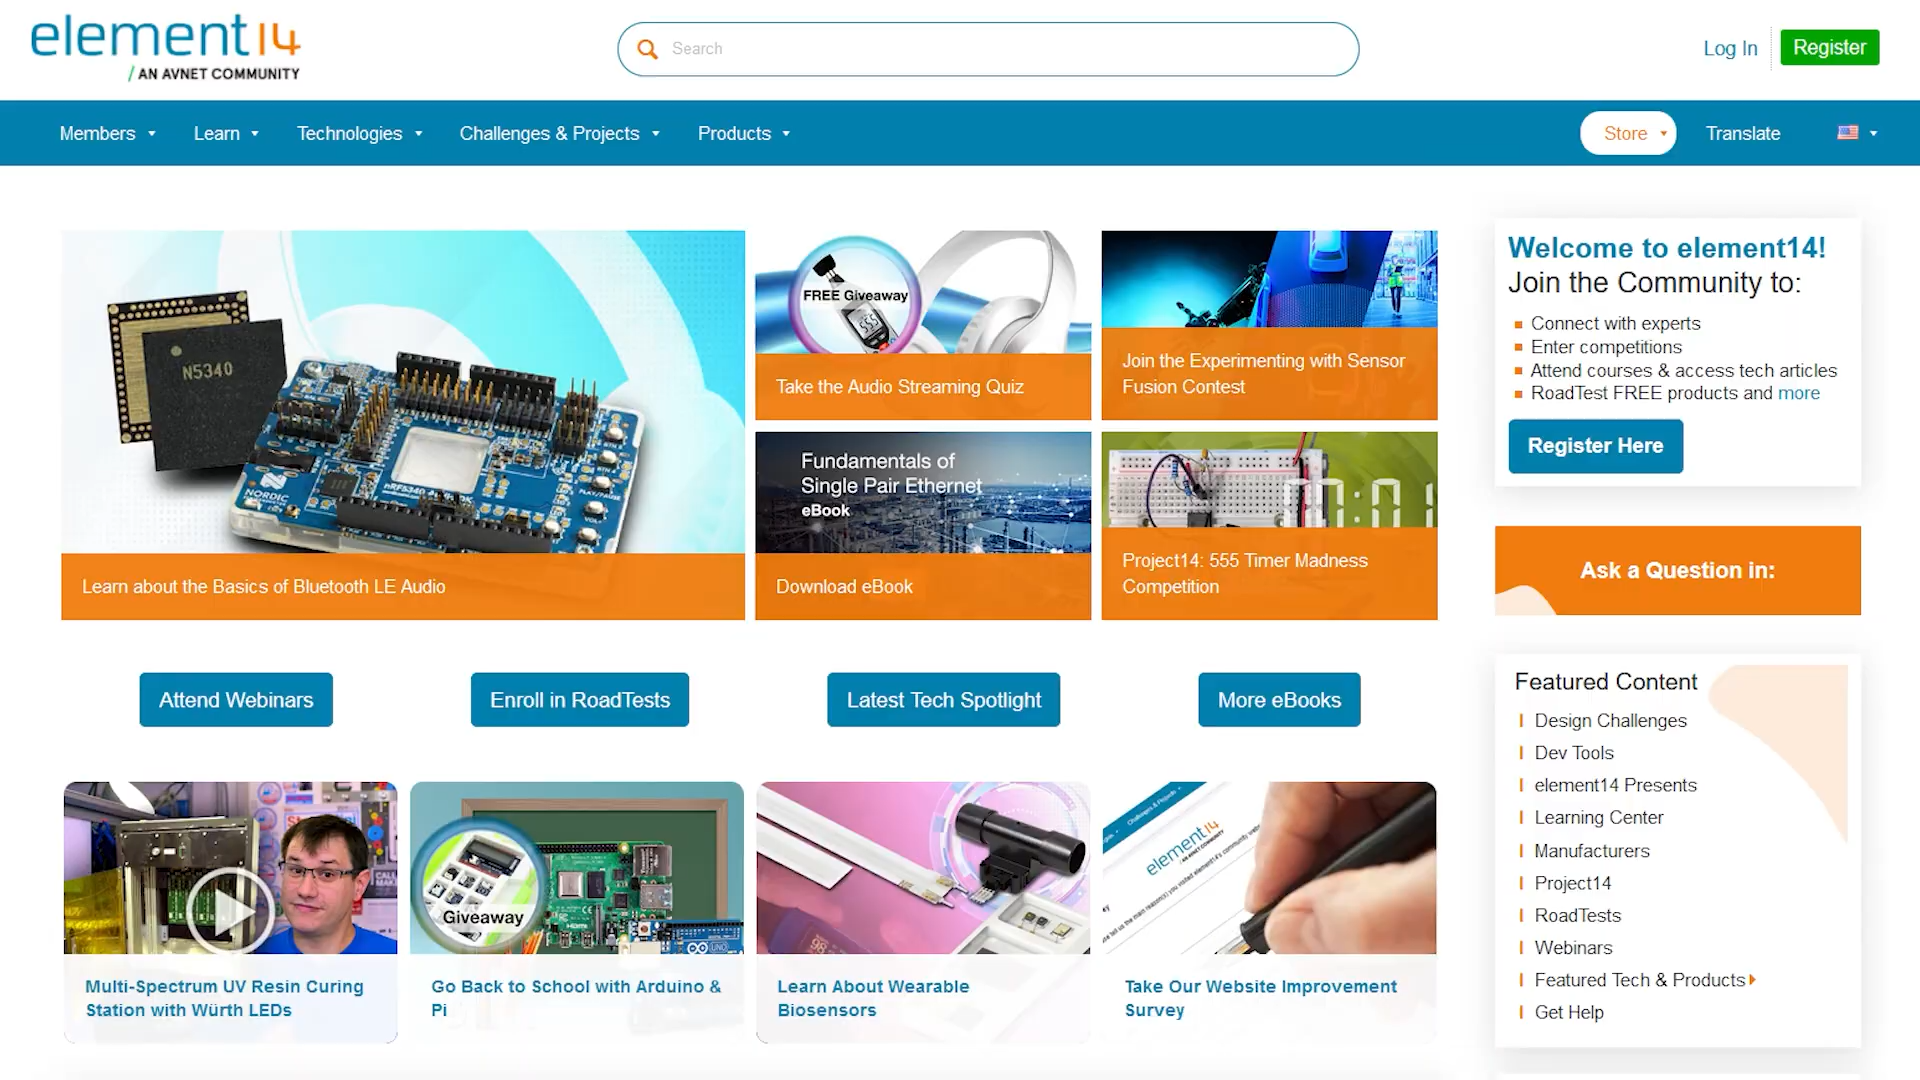 element14
AN AVNET COMMUNITY
Search
Log In
Register
Members
Learn
Technologies
Challenges & Projects
Products
Store
Translate
N5340
NORDIC
PLAY/PAUSE
Learn about the Basics of Bluetooth LE Audio
FREE Giveaway
Take the Audio Streaming Quiz
Join the Experimenting with Sensor
Fusion Contest
Fundamentals of
Single Pair Ethernet
eBook
Download eBook
Project14: 555 Timer Madness
Competition
Welcome to element14!
Join the Community to:
Connect with experts
Enter competitions
Attend courses & access tech articles
RoadTest FREE products and more
Register Here
Ask a Question in:
Attend Webinars
Enroll in RoadTests
Latest Tech Spotlight
More eBooks
Featured Content
Design Challenges
Dev Tools
element14 Presents
Learning Center
Manufacturers
Project14
RoadTests
Webinars
Featured Tech & Products
Get Help
Multi-Spectrum UV Resin Curing
Station with Würth LEDs
Giveaway
Go Back to School with Arduino &
Pi
Learn About Wearable
Biosensors
element14
Take Our Website Improvement
Survey